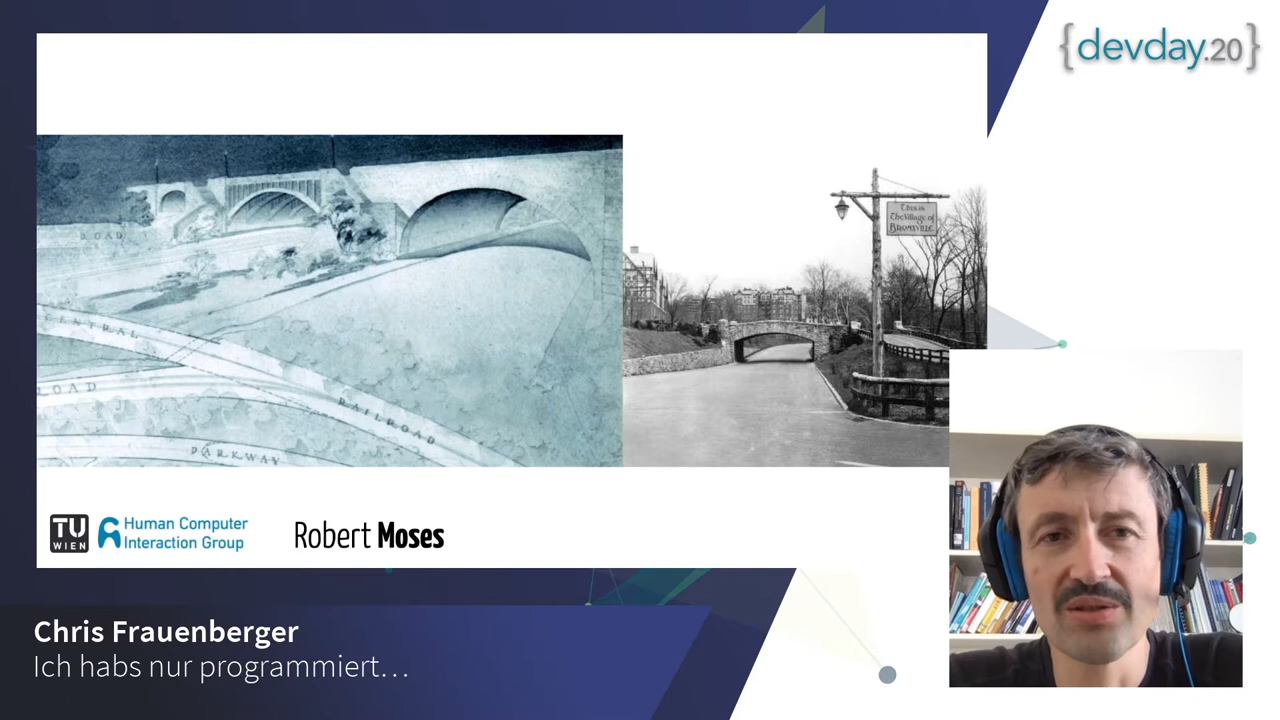 {devday.20}
ROAD
CENTRAL
ROAD
RAILROAD
PARKWAY
This is
The Village of
BRONXVILLE
TU
WIEN
Human Computer
Interaction Group
Robert Moses
Chris Frauenberger
Ich habs nur programmiert...